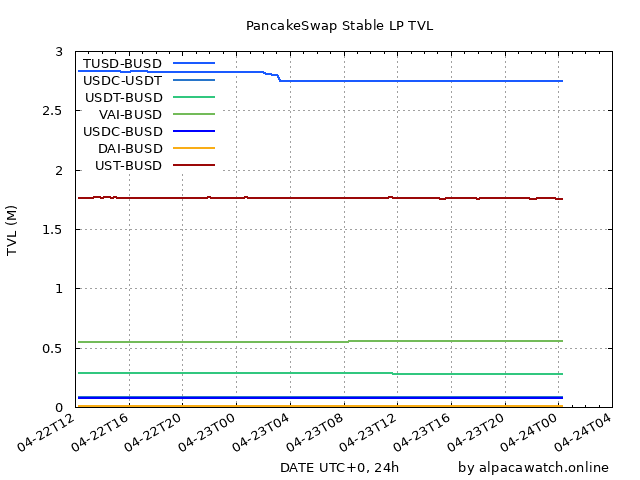 PancakeSwap Stable LP TVL
3
2.5
2
1.5
1
0.5
0
TVL (M)
TUSD-BUSD
USDC-USDT
USDT-BUSD
VAI-BUSD
USDC-BUSD
DAI-BUSD
UST-BUSD
04-22T12
04-22T16
04-22T20
04-23T00
04-23T04
04-23T08
04-23T12
04-23T16
04-23T20
04-24T00
04-24T04
DATE UTC+0, 24h
by alpacawatch.online